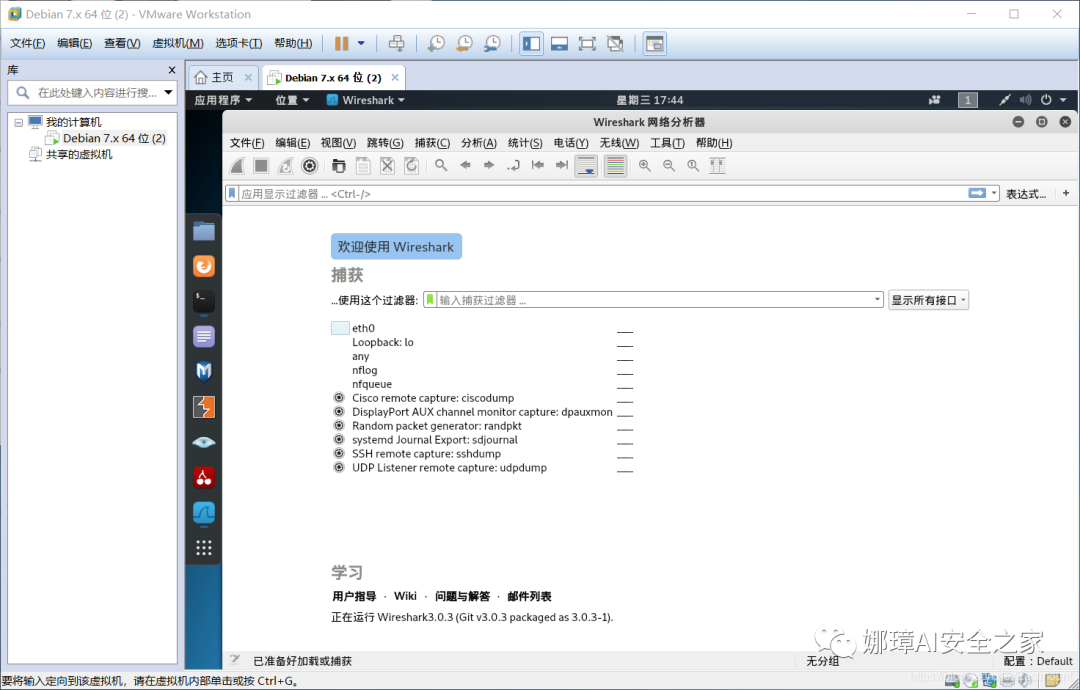 Debian 7.x 64 位 (2) - VMware Workstation
文件(F) 编辑(E) 查看(V) 虚拟机(M) 选项卡(T) 帮助(H)
库
主页
Debian 7.x 64 位 (2)
在此处键入内容进行搜...
我的计算机
Debian 7.x 64 位 (2)
共享的虚拟机
应用程序 位置 Wireshark 星期三 17:44 1
Wireshark 网络分析器
文件(F) 编辑(E) 视图(V) 跳转(G) 捕获(C) 分析(A) 统计(S) 电话(Y) 无线(W) 工具(T) 帮助(H)
应用显示过滤器 … <Ctrl-/> 表达式… +
欢迎使用 Wireshark
捕获
…使用这个过滤器: 输入捕获过滤器 … 显示所有接口
eth0
Loopback: lo
any
nflog
nfqueue
Cisco remote capture: ciscodump
DisplayPort AUX channel monitor capture: dpauxmon
Random packet generator: randpkt
systemd Journal Export: sdjournal
SSH remote capture: sshdump
UDP Listener remote capture: udpdump
学习
用户指导 · Wiki · 问题与解答 · 邮件列表
正在运行 Wireshark3.0.3 (Git v3.0.3 packaged as 3.0.3-1).
娜璋AI安全之家
已准备好加载或捕获 无分组 配置：Default
要将输入定向到该虚拟机，请在虚拟机内部单击或按 Ctrl+G。